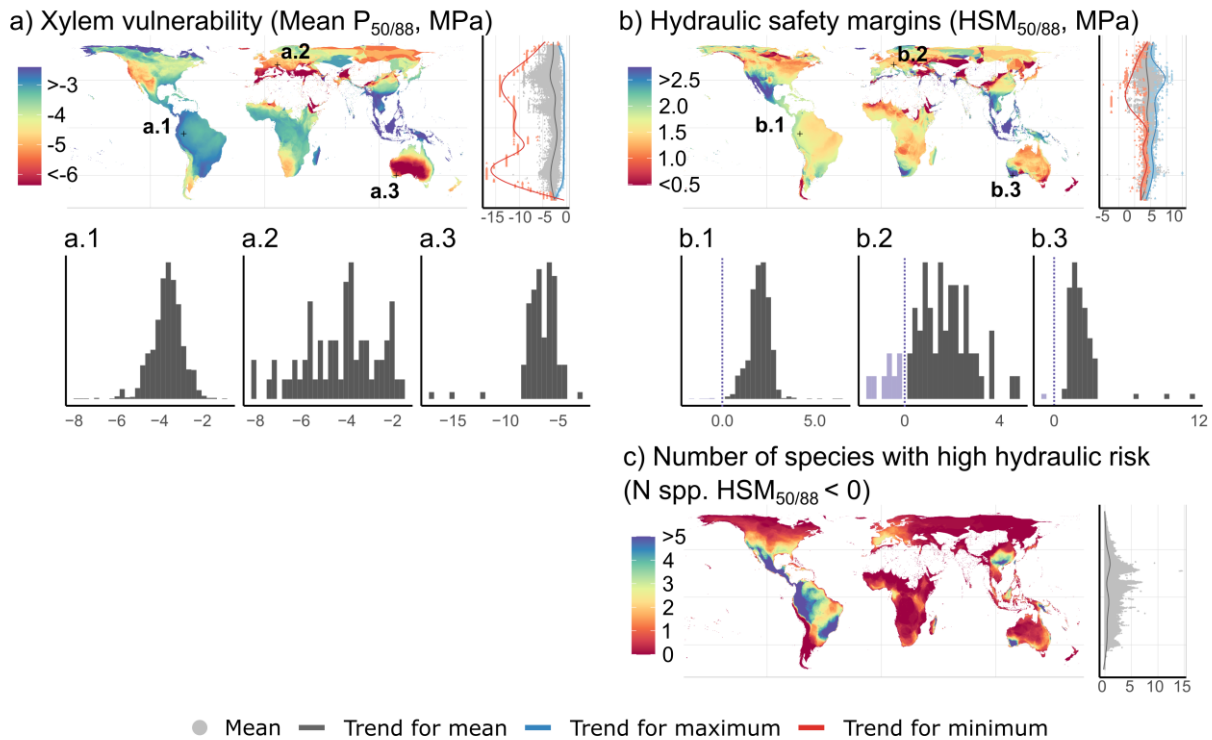 a) Xylem vulnerability (Mean P50/88, MPa)
a.2
>-3
-4
-5
<-6
a.1
a.3
-15 -10 -5 0
a.1 a.2 a.3
−8 −6 −4 −2
−8 −6 −4 −2
−15 −10 −5
b) Hydraulic safety margins (HSM50/88, MPa)
b.2
>2.5
2.0
1.5
1.0
<0.5
b.1
b.3
-5 0 5 10
b.1 b.2 b.3
0.0 5.0
0 4
0 12
c) Number of species with high hydraulic risk
(N spp. HSM50/88 < 0)
>5
4
3
2
1
0
0 5 10 15
Mean Trend for mean Trend for maximum Trend for minimum